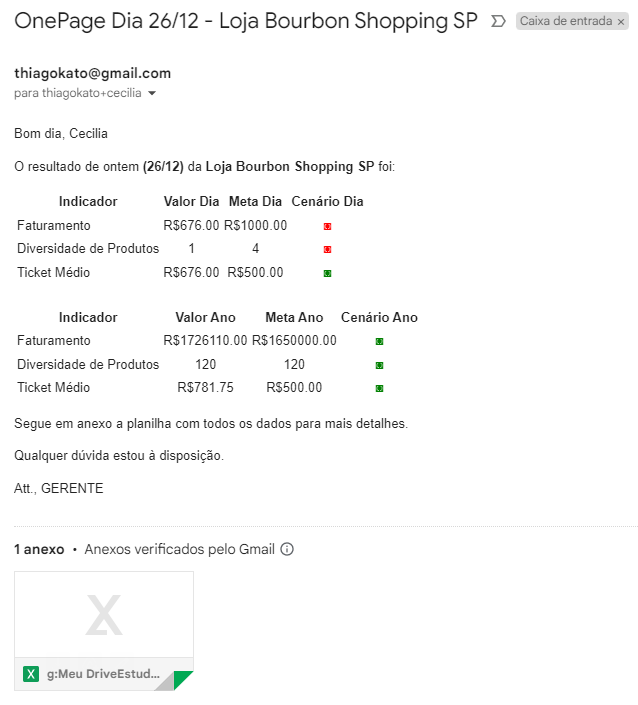 OnePage Dia 26/12 - Loja Bourbon Shopping SP Caixa de entrada ×
thiagokato@gmail.com
para thiagokato+cecilia
Bom dia, Cecilia
O resultado de ontem (26/12) da Loja Bourbon Shopping SP foi:
Indicador Valor Dia Meta Dia Cenário Dia
Faturamento R$676.00 R$1000.00
Diversidade de Produtos 1 4
Ticket Médio R$676.00 R$500.00
Indicador Valor Ano Meta Ano Cenário Ano
Faturamento R$1726110.00 R$1650000.00
Diversidade de Produtos 120 120
Ticket Médio R$781.75 R$500.00
Segue em anexo a planilha com todos os dados para mais detalhes.
Qualquer dúvida estou à disposição.
Att., GERENTE
1 anexo • Anexos verificados pelo Gmail
X
X g:Meu DriveEstud...